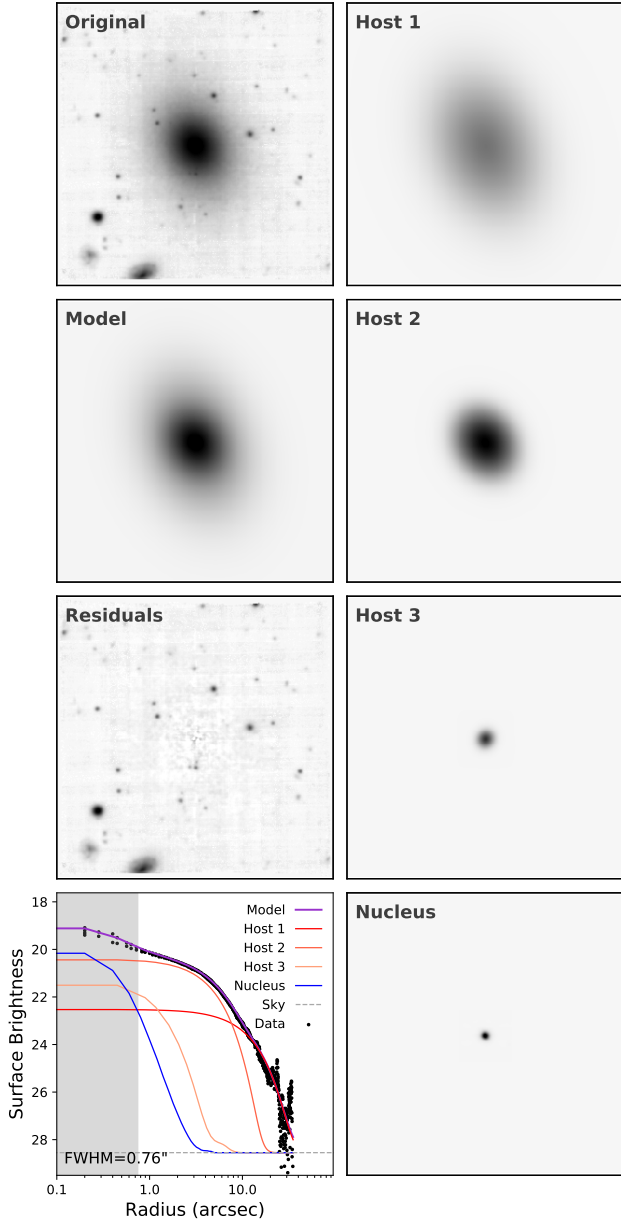 Original
Host 1
Model
Host 2
Residuals
Host 3
Nucleus
18
20
22
24
26
28
Surface Brightness
Model
Host 1
Host 2
Host 3
Nucleus
Sky
Data
FWHM=0.76"
0.1
1.0
10.0
Radius (arcsec)